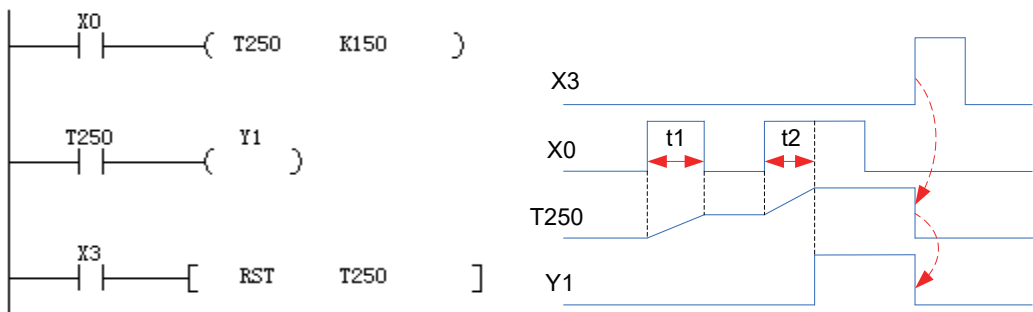 X0
( T250 K150 )
T250
( Y1 )
X3
[ RST T250 ]
X3
X0
t1
t2
T250
Y1